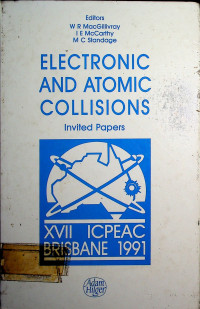 Editors
W R MacGillivray
I E McCarthy
M C Standage
ELECTRONIC
AND ATOMIC
COLLISIONS
Invited Papers
XVII ICPEAC
BRISBANE 1991
Adam
Hilger